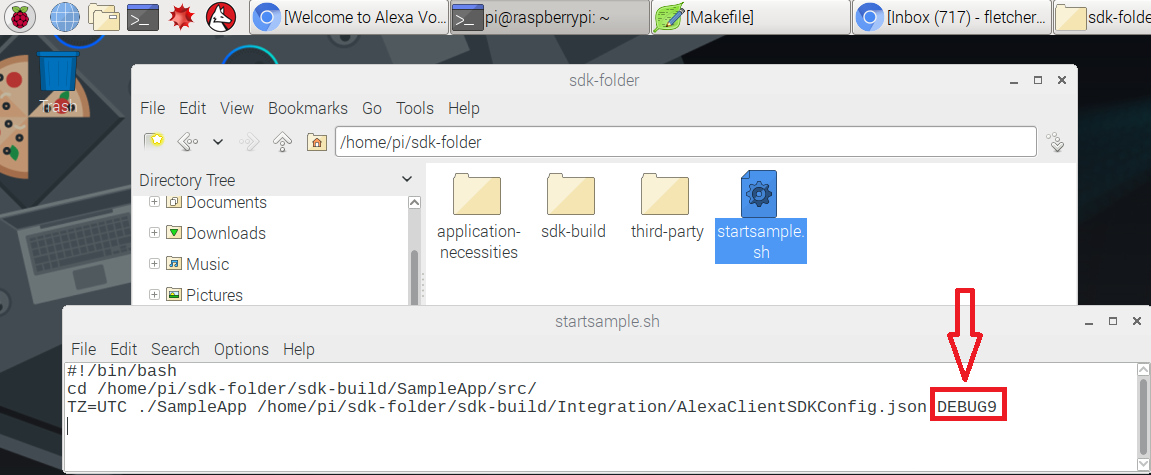 [Welcome to Alexa Vo...
pi@raspberrypi: ~
[Makefile]
[Inbox (717) - fletcher...
sdk-folde
Trash
sdk-folder
File Edit View Bookmarks Go Tools Help
/home/pi/sdk-folder
Directory Tree
Documents
Downloads
Music
Pictures
application-
necessities
sdk-build
third-party
startsample.
sh
startsample.sh
File Edit Search Options Help
#!/bin/bash
cd /home/pi/sdk-folder/sdk-build/SampleApp/src/
TZ=UTC ./SampleApp /home/pi/sdk-folder/sdk-build/Integration/AlexaClientSDKConfig.json DEBUG9